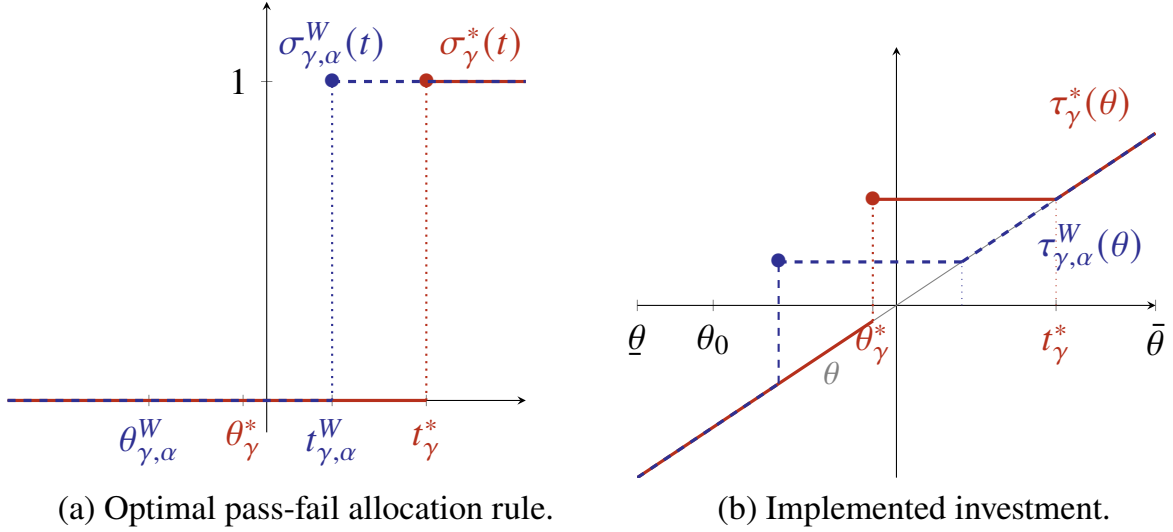 σ^W_{γ,α}(t)
σ^*_γ(t)
1
θ^W_{γ,α}
θ^*_γ
t^W_{γ,α}
t^*_γ
(a) Optimal pass-fail allocation rule.
τ^*_γ(θ)
τ^W_{γ,α}(θ)
θ̲
θ_0
θ^*_γ
t^*_γ
θ̄
θ
(b) Implemented investment.